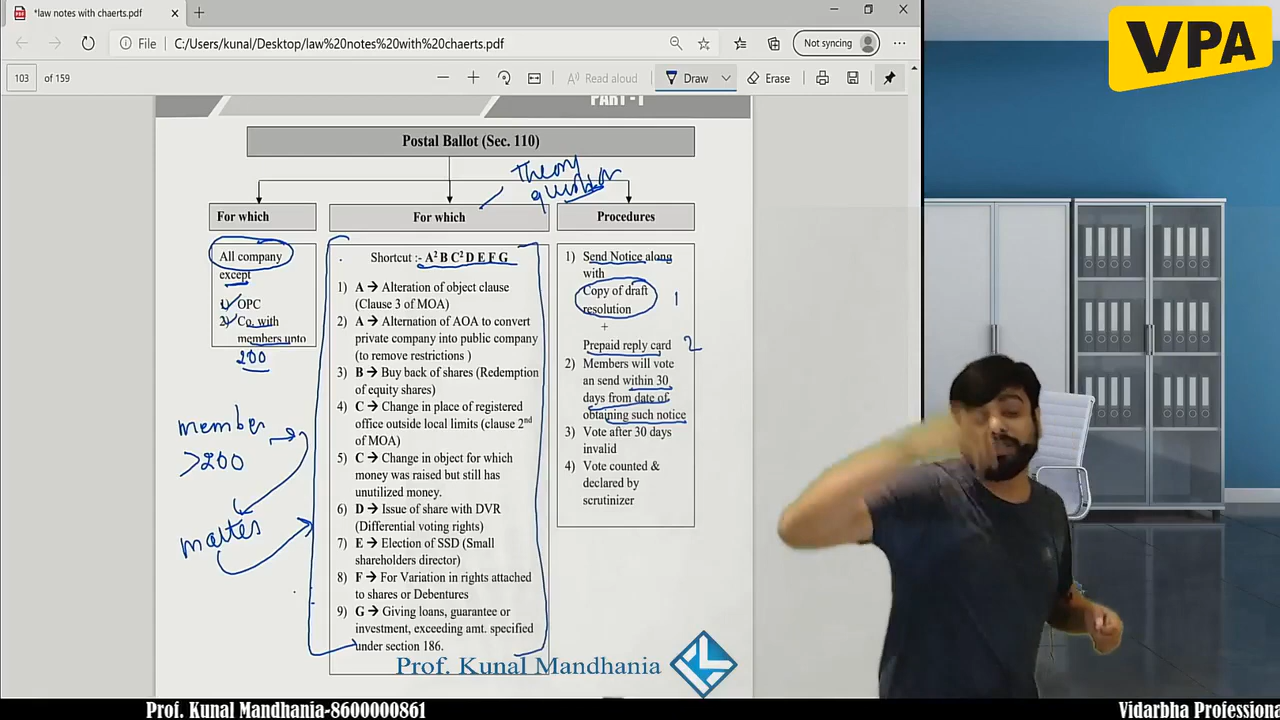 *law notes with chaerts.pdf
File
C:/Users/kunal/Desktop/law%20notes%20with%20chaerts.pdf
Not syncing
103 of 159
Read aloud
Draw
Erase
PART-1
Postal Ballot (Sec. 110)
Theory
question
For which
All company
except
1) OPC
2) Co. with
members upto
200
member
>200
matters
For which
Shortcut :- A² B C² D E F G
1) A → Alteration of object clause
(Clause 3 of MOA)
2) A → Alternation of AOA to convert
private company into public company
(to remove restrictions )
3) B → Buy back of shares (Redemption
of equity shares)
4) C → Change in place of registered
office outside local limits (clause 2nd
of MOA)
5) C → Change in object for which
money was raised but still has
unutilized money.
6) D → Issue of share with DVR
(Differential voting rights)
7) E → Election of SSD (Small
shareholders director)
8) F → For Variation in rights attached
to shares or Debentures
9) G → Giving loans, guarantee or
investment, exceeding amt. specified
under section 186.
Procedures
1) Send Notice along
with
Copy of draft
resolution
1
+
Prepaid reply card
2
2) Members will vote
an send within 30
days from date of
obtaining such notice
3) Vote after 30 days
invalid
4) Vote counted &
declared by
scrutinizer
Prof. Kunal Mandhania
VPA
Prof. Kunal Mandhania-8600000861
Vidarbha Professiona